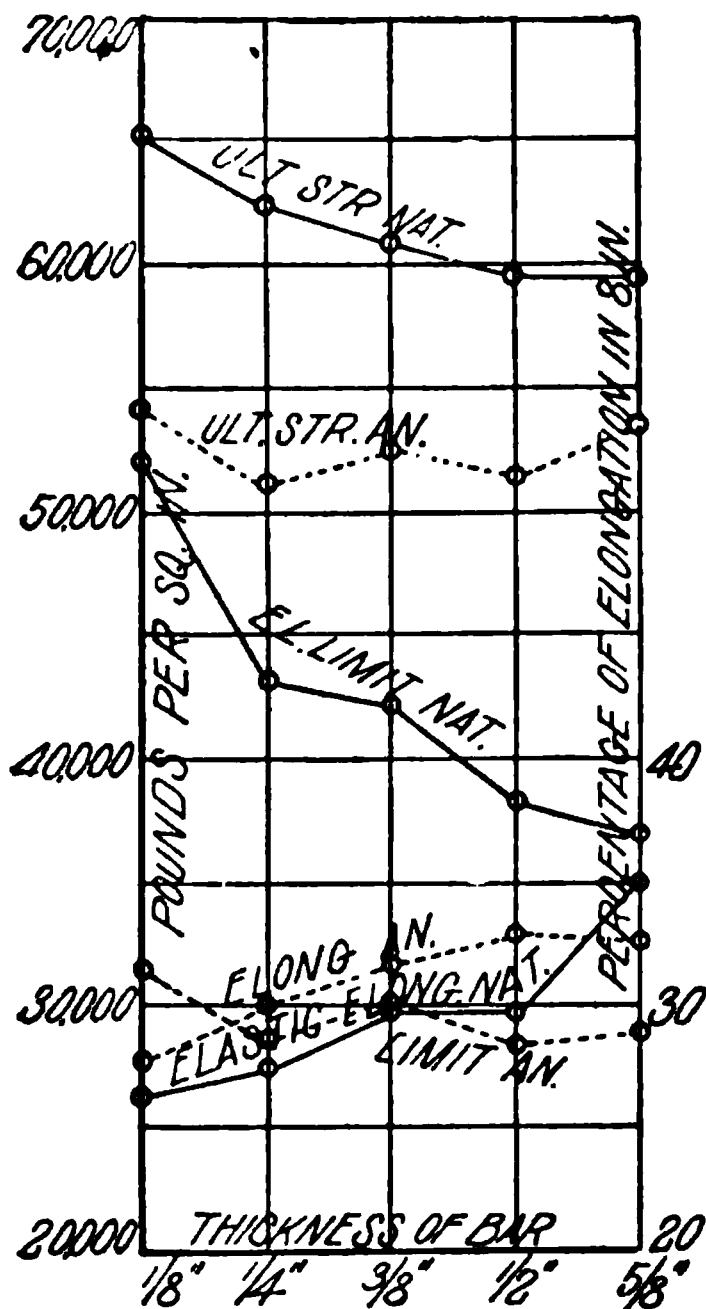 70,000
ULT STR NAT.
60,000
ULT. STR. AN.
50,000
EL. LIMIT NAT.
POUNDS PER SQ. IN.
PERCENTAGE OF ELONGATION IN 8 IN.
40,000
40
ELONG AN.
ELONG NAT.
30,000
30
ELASTIC
LIMIT AN.
THICKNESS OF BAR
20,000
20
1/8" 1/4" 3/8" 1/2" 5/8"